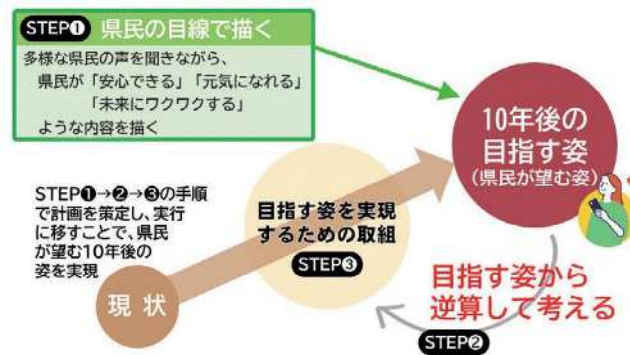 STEP❶ 県民の目線で描く
多様な県民の声を聞きながら、
県民が「安心できる」「元気になれる」
「未来にワクワクする」
ような内容を描く
10年後の
目指す姿
(県民が望む姿)
STEP❶→❷→❸の手順
で計画を策定し、実行
に移すことで、県民
が望む10年後の
姿を実現
目指す姿を実現
するための取組
STEP❸
現状
目指す姿から
逆算して考える
STEP❷